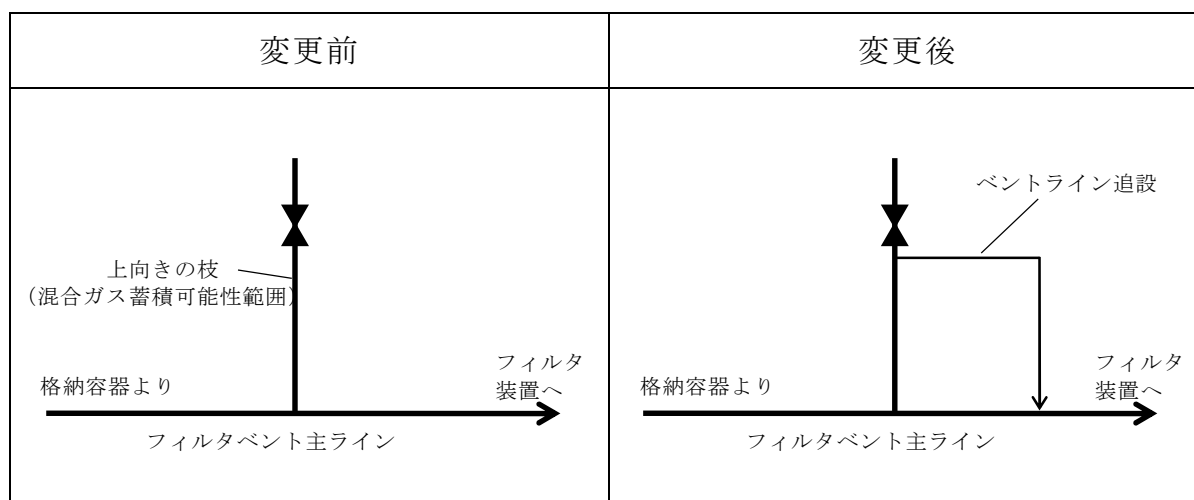 変更前
変更後
上向きの枝
(混合ガス蓄積可能性範囲)
格納容器より
フィルタ
装置へ
フィルタベント主ライン
ベントライン追設
格納容器より
フィルタ
装置へ
フィルタベント主ライン